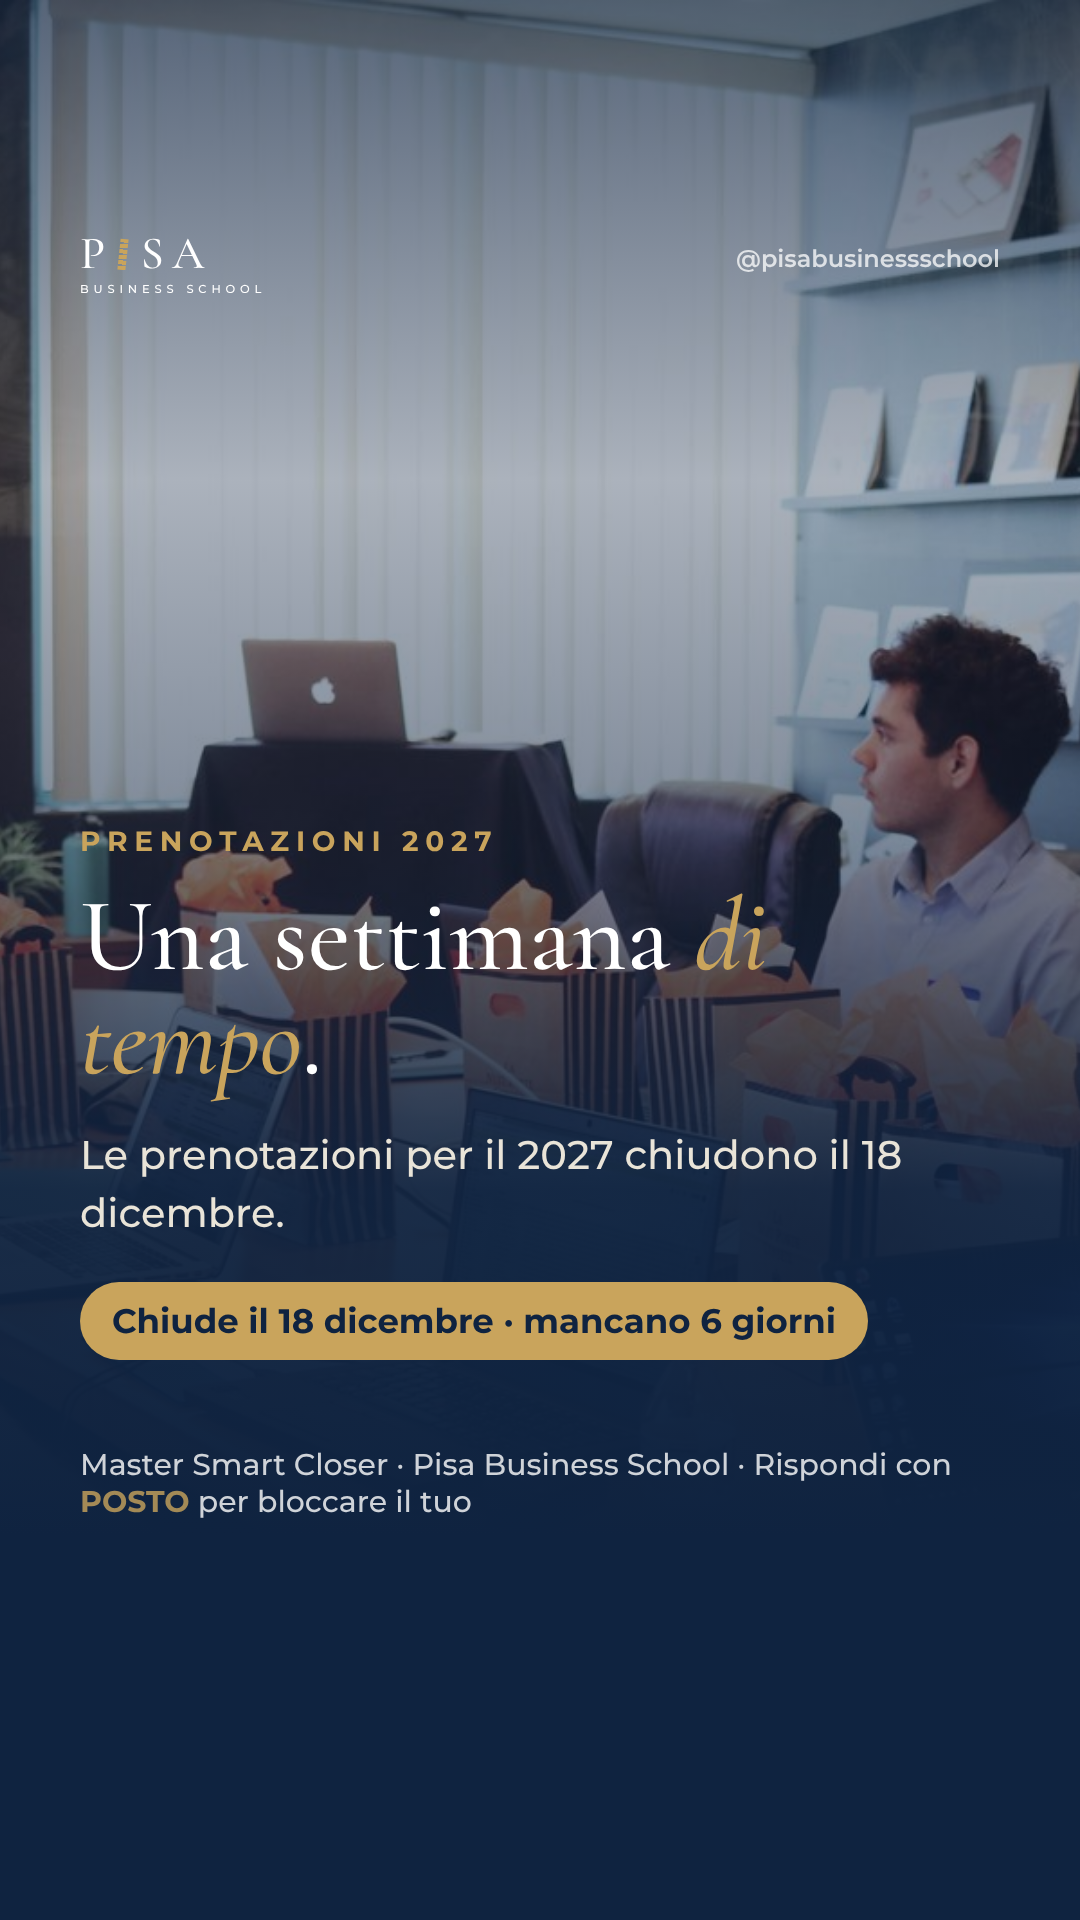 PISA
BUSINESS SCHOOL
@pisabusinessschool
PRENOTAZIONI 2027
Una settimana di
tempo.
Le prenotazioni per il 2027 chiudono il 18
dicembre.
Chiude il 18 dicembre · mancano 6 giorni
Master Smart Closer · Pisa Business School · Rispondi con
POSTO per bloccare il tuo